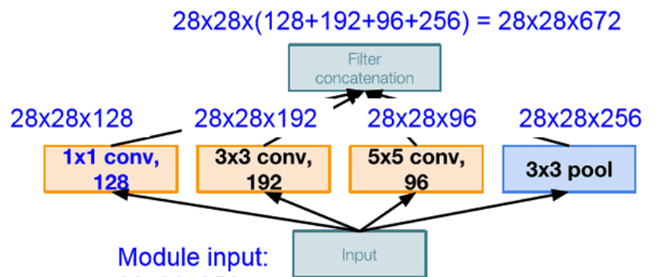 28x28x(128+192+96+256) = 28x28x672
Filter
concatenation
28x28x128 28x28x192 28x28x96 28x28x256
1x1 conv, 3x3 conv, 5x5 conv, 3x3 pool
128 192 96
Module input: Input